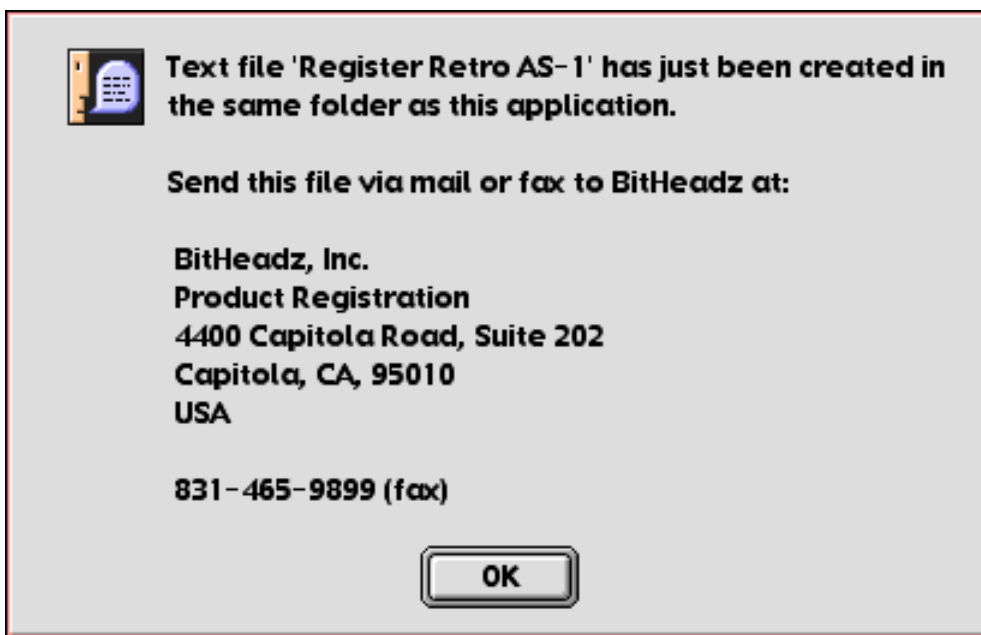 Text file 'Register Retro AS-1' has just been created in
the same folder as this application.
Send this file via mail or fax to BitHeadz at:
BitHeadz, Inc.
Product Registration
4400 Capitola Road, Suite 202
Capitola, CA, 95010
USA
831-465-9899 (fax)
OK